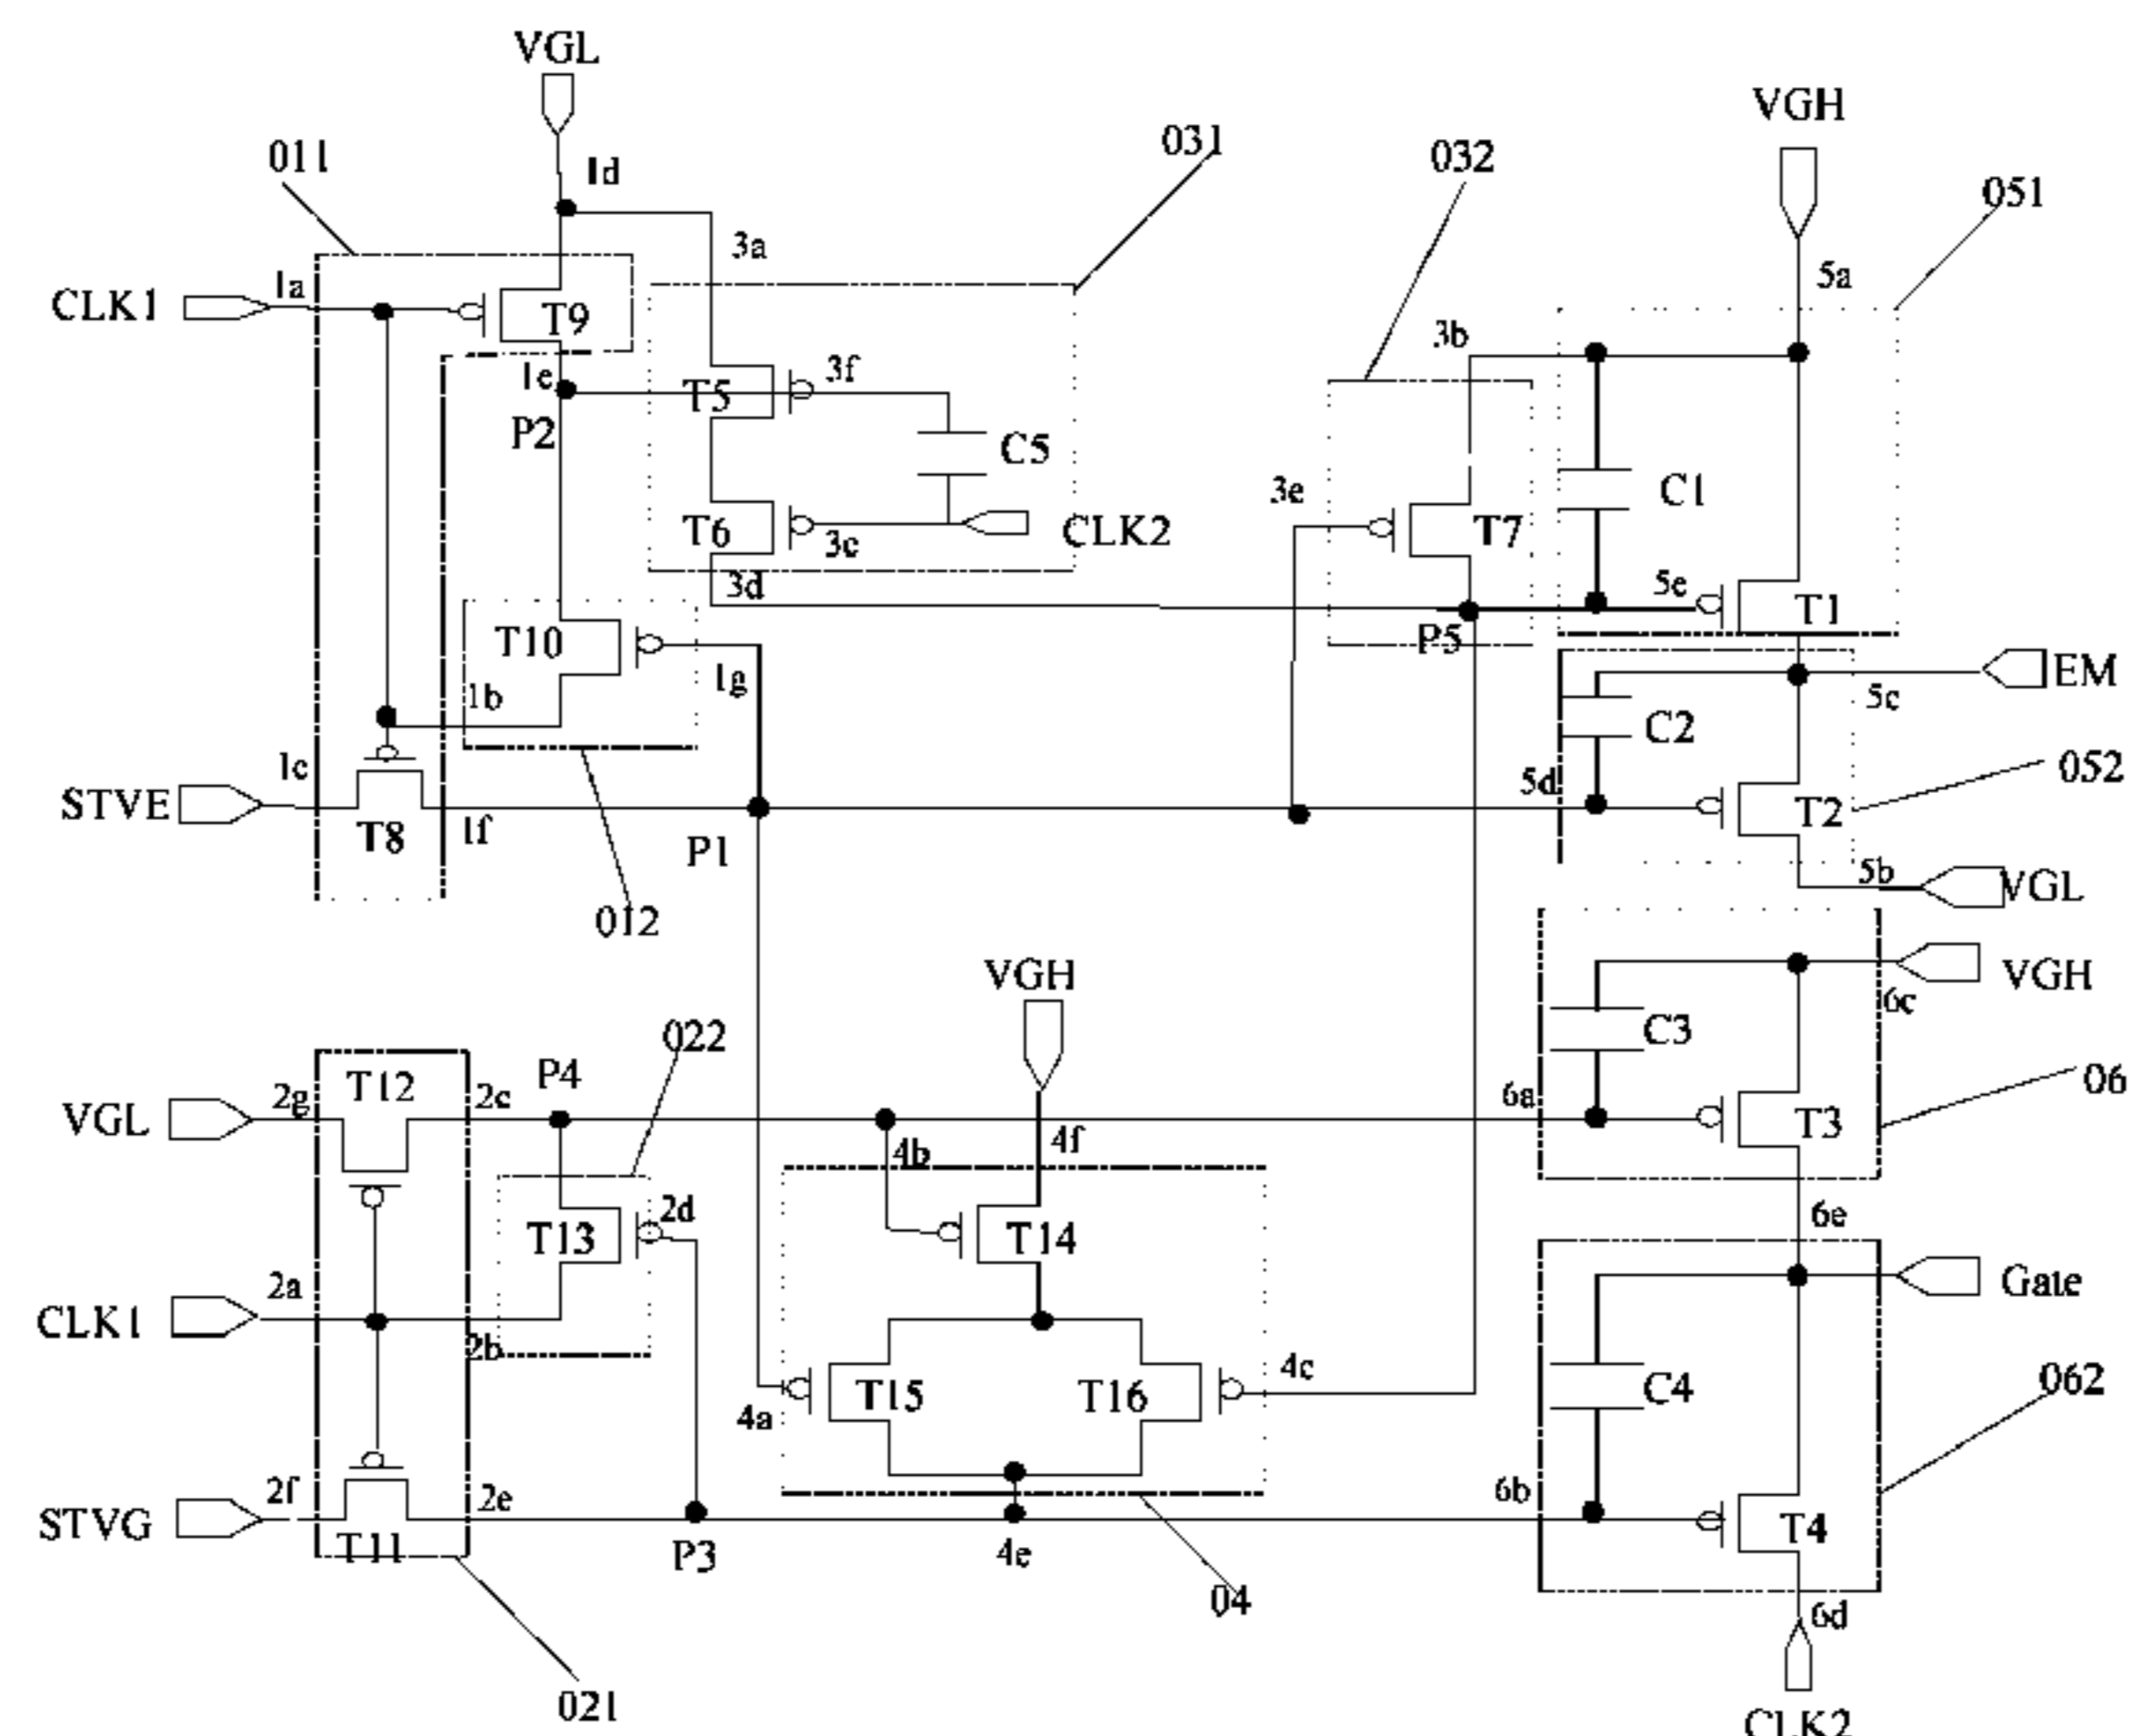 VGL
VGH
011
1d
031
032
051
3a
5a
CLK1
1a
T9
3b
1e
T5
3f
P2
C5
C1
3e
T6
3c
CLK2
T7
3d
5e
T1
T10
P5
1g
EM
1b
5c
C2
1c
5d
052
STVE
T8
1f
T2
P1
5b
VGL
012
VGH
VGH
6c
022
C3
P4
T12
06
2g
2c
6a
VGL
T3
4b
4f
2d
T13
T14
6e
2a
Gate
CLK1
2b
4c
062
T15
T16
C4
4a
2f
2e
6b
STVG
T11
T4
P3
4e
04
6d
021
CLK2